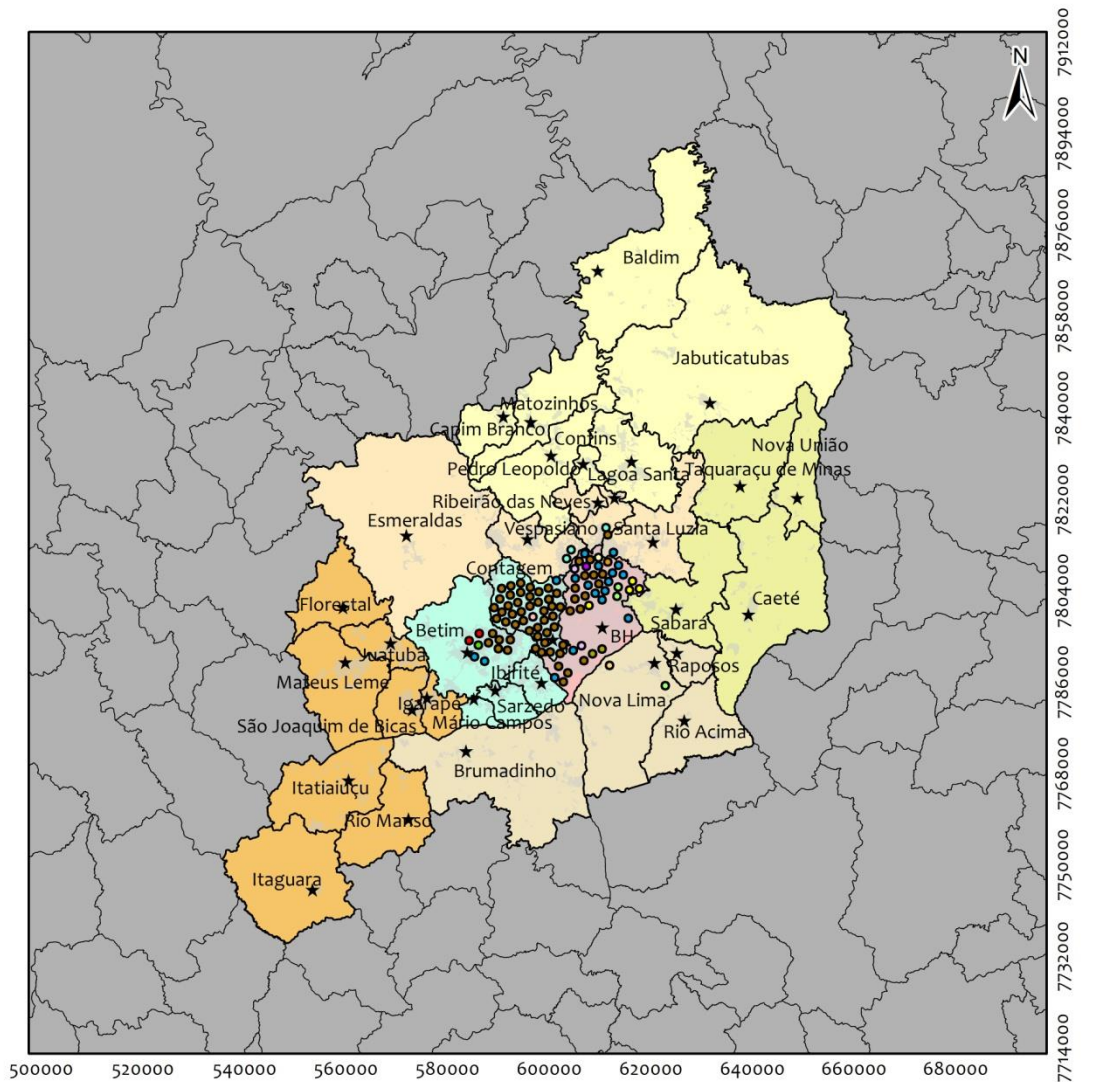 N
7912000
7894000
7876000
7858000
7840000
7822000
7804000
7786000
7768000
7750000
7732000
7714000
Baldim
Jabuticatubas
Matozinhos
Capim Branco
Confins
Nova União
Pedro Leopoldo
Lagoa Santa
Taquaraçu de Minas
Ribeirão das Neves
Esmeraldas
Vespasiano
Santa Luzia
Contagem
Florestal
Caeté
Sabará
Betim
BH
Juatuba
Raposos
Mateus Leme
Ibirité
Igarapé
Sarzedo
Nova Lima
São Joaquim de Bicas
Mário Campos
Rio Acima
Brumadinho
Itatiaiuçu
Rio Manso
Itaguara
500000
520000
540000
560000
580000
600000
620000
640000
660000
680000